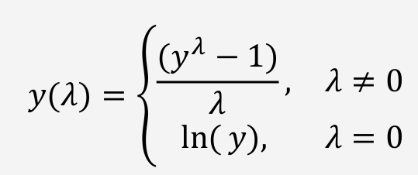 y(λ) = { (y^λ − 1) / λ, λ ≠ 0
ln( y), λ = 0